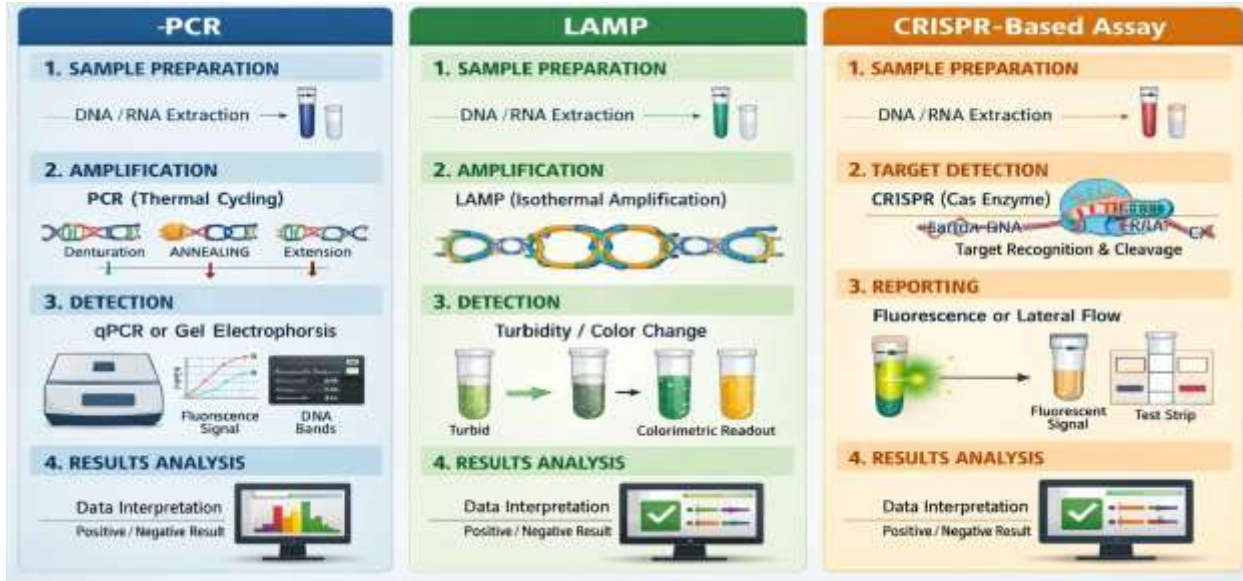 -PCR
1. SAMPLE PREPARATION
DNA / RNA Extraction
2. AMPLIFICATION
PCR (Thermal Cycling)
Denturation
ANNEALING
Extension
3. DETECTION
qPCR or Gel Electrophorsis
Signal
DNA
Bands
4. RESULTS ANALYSIS
Data Interpretation
Positive / Negative Result
LAMP
1. SAMPLE PREPARATION
DNA / RNA Extraction
2. AMPLIFICATION
LAMP (Isothermal Amplification)
3. DETECTION
Turbidity / Color Change
Turbid
Colorimetric Readout
4. RESULTS ANALYSIS
Data Interpretation
Positive / Negative Result
CRISPR-Based Assay
1. SAMPLE PREPARATION
DNA / RNA Extraction
2. TARGET DETECTION
CRISPR (Cas Enzyme)
DNA
Target Recognition & Cleavage
3. REPORTING
Fluorescence or Lateral Flow
Fluorescent
Signal
Test Strip
4. RESULTS ANALYSIS
Data Interpretation
Positive / Negative Result